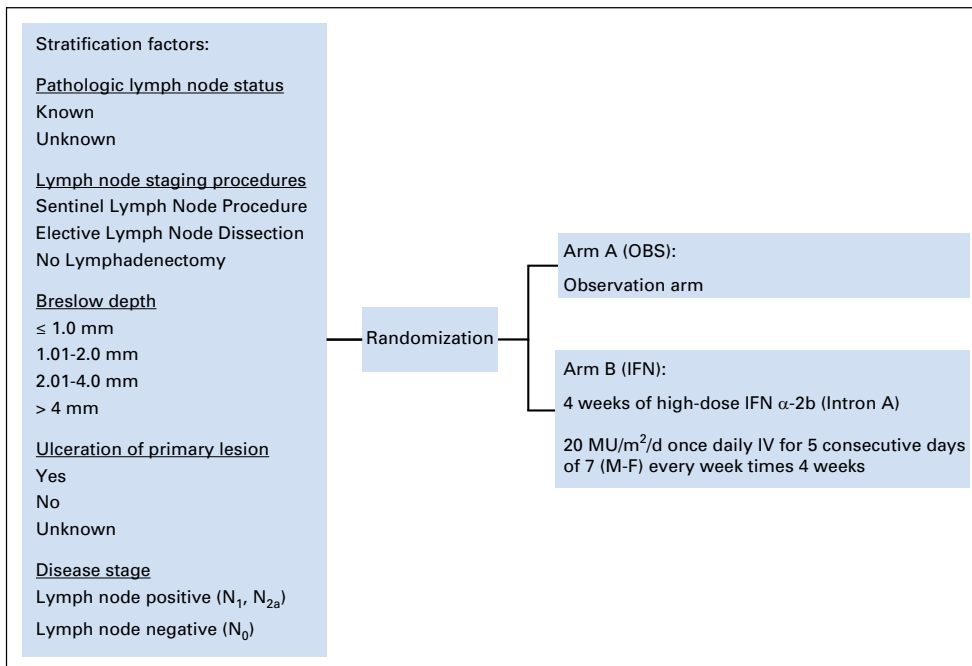 Stratification factors:
Pathologic lymph node status
Known
Unknown
Lymph node staging procedures
Sentinel Lymph Node Procedure
Elective Lymph Node Dissection
No Lymphadenectomy
Breslow depth
≤ 1.0 mm
1.01-2.0 mm
2.01-4.0 mm
> 4 mm
Ulceration of primary lesion
Yes
No
Unknown
Disease stage
Lymph node positive (N₁, N₂ₐ)
Lymph node negative (N₀)
Randomization
Arm A (OBS):
Observation arm
Arm B (IFN):
4 weeks of high-dose IFN α-2b (Intron A)
20 MU/m²/d once daily IV for 5 consecutive days
of 7 (M-F) every week times 4 weeks